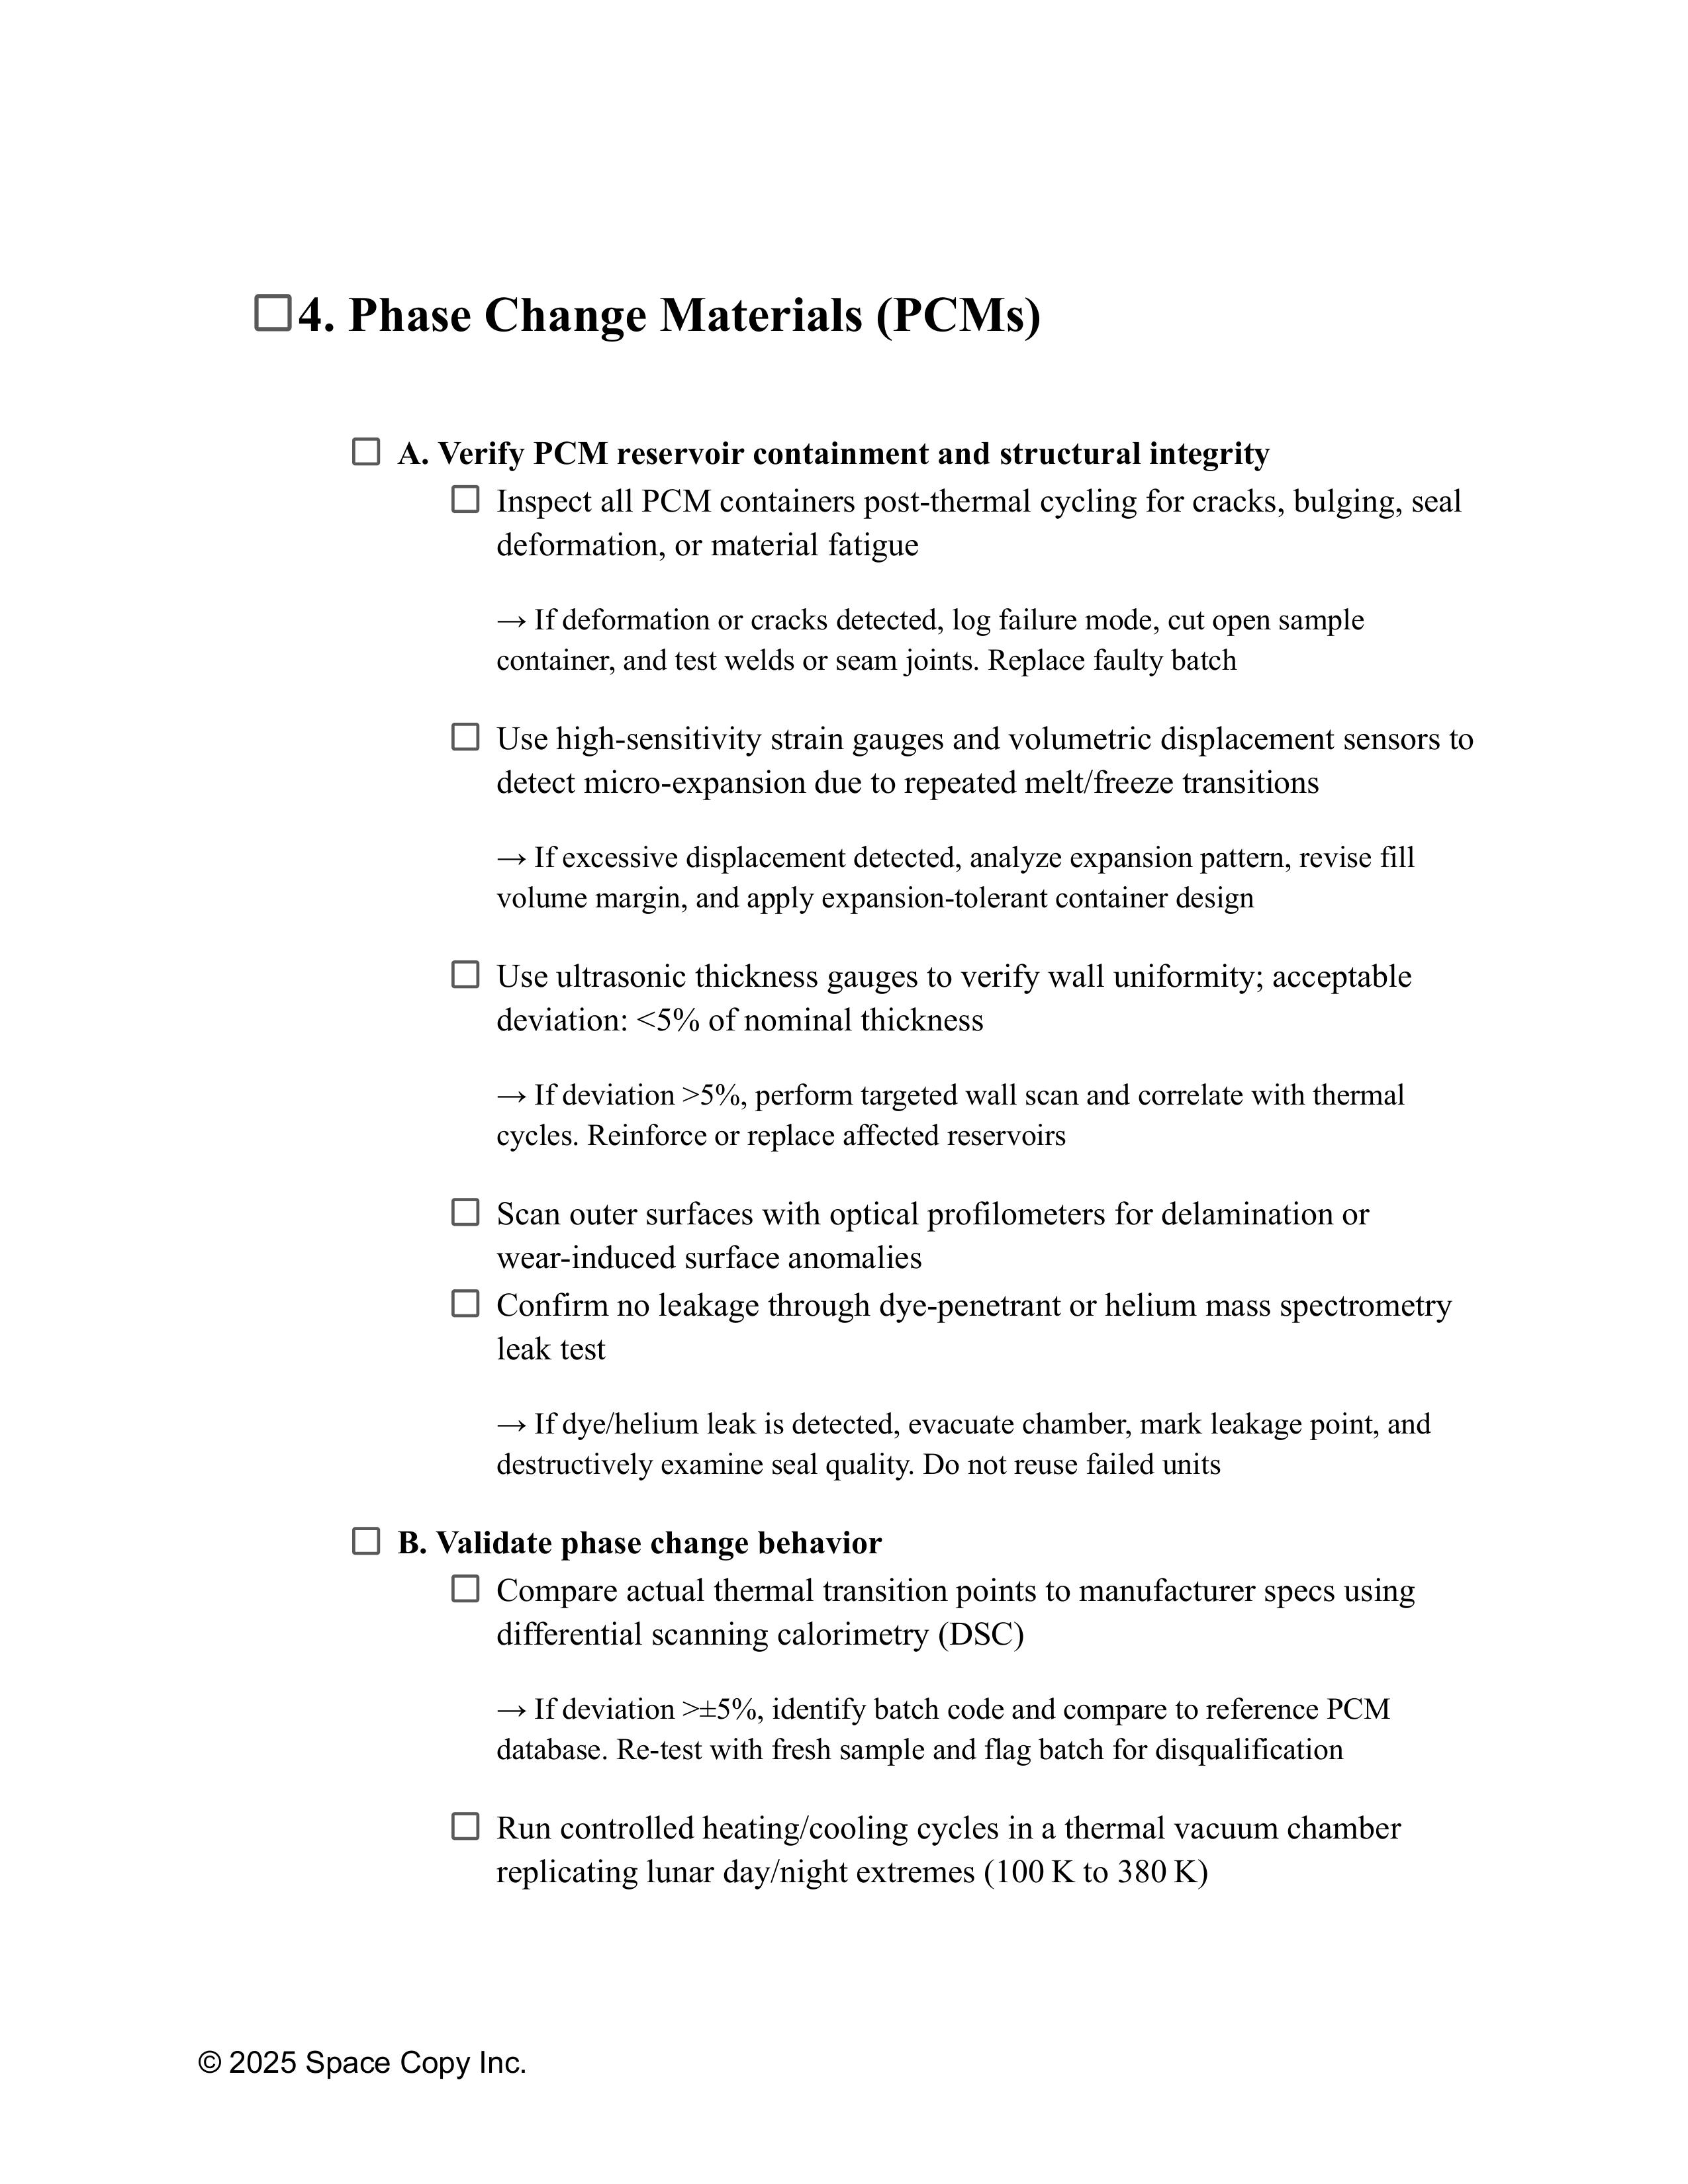 4. Phase Change Materials (PCMs)
A. Verify PCM reservoir containment and structural integrity
Inspect all PCM containers post-thermal cycling for cracks, bulging, seal
deformation, or material fatigue
→ If deformation or cracks detected, log failure mode, cut open sample
container, and test welds or seam joints. Replace faulty batch
Use high-sensitivity strain gauges and volumetric displacement sensors to
detect micro-expansion due to repeated melt/freeze transitions
→ If excessive displacement detected, analyze expansion pattern, revise fill
volume margin, and apply expansion-tolerant container design
Use ultrasonic thickness gauges to verify wall uniformity; acceptable
deviation: <5% of nominal thickness
→ If deviation >5%, perform targeted wall scan and correlate with thermal
cycles. Reinforce or replace affected reservoirs
Scan outer surfaces with optical profilometers for delamination or
wear-induced surface anomalies
Confirm no leakage through dye-penetrant or helium mass spectrometry
leak test
→ If dye/helium leak is detected, evacuate chamber, mark leakage point, and
destructively examine seal quality. Do not reuse failed units
B. Validate phase change behavior
Compare actual thermal transition points to manufacturer specs using
differential scanning calorimetry (DSC)
→ If deviation >±5%, identify batch code and compare to reference PCM
database. Re-test with fresh sample and flag batch for disqualification
Run controlled heating/cooling cycles in a thermal vacuum chamber
replicating lunar day/night extremes (100 K to 380 K)
© 2025 Space Copy Inc.